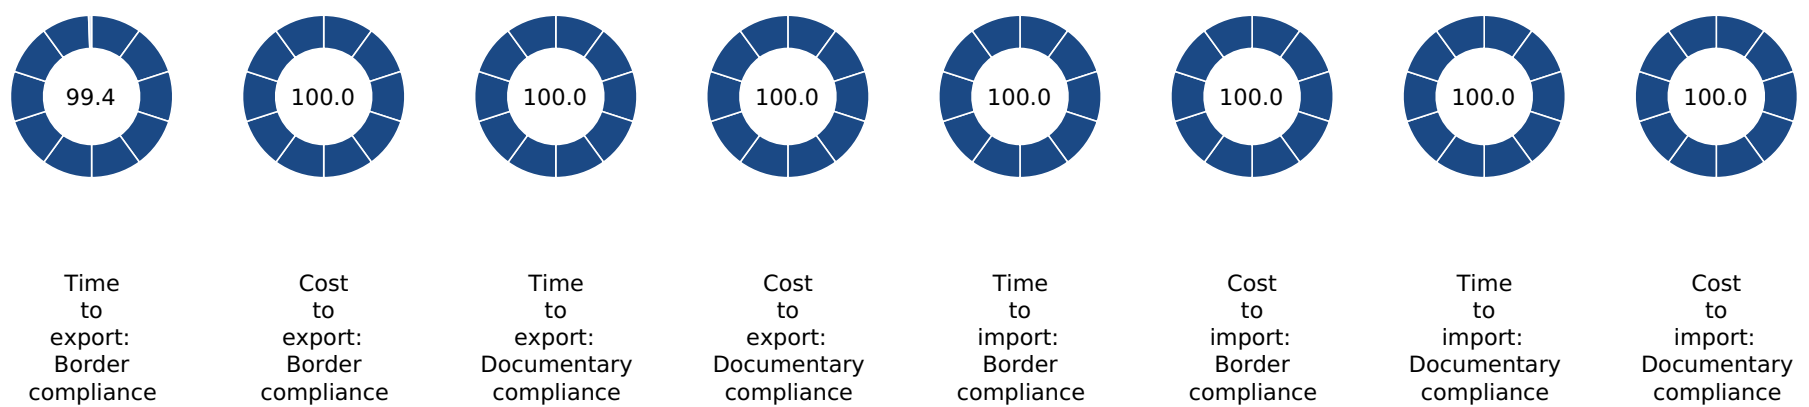 99.4
100.0
100.0
100.0
100.0
100.0
100.0
100.0
Time
to
export:
Border
compliance
Cost
to
export:
Border
compliance
Time
to
export:
Documentary
compliance
Cost
to
export:
Documentary
compliance
Time
to
import:
Border
compliance
Cost
to
import:
Border
compliance
Time
to
import:
Documentary
compliance
Cost
to
import:
Documentary
compliance